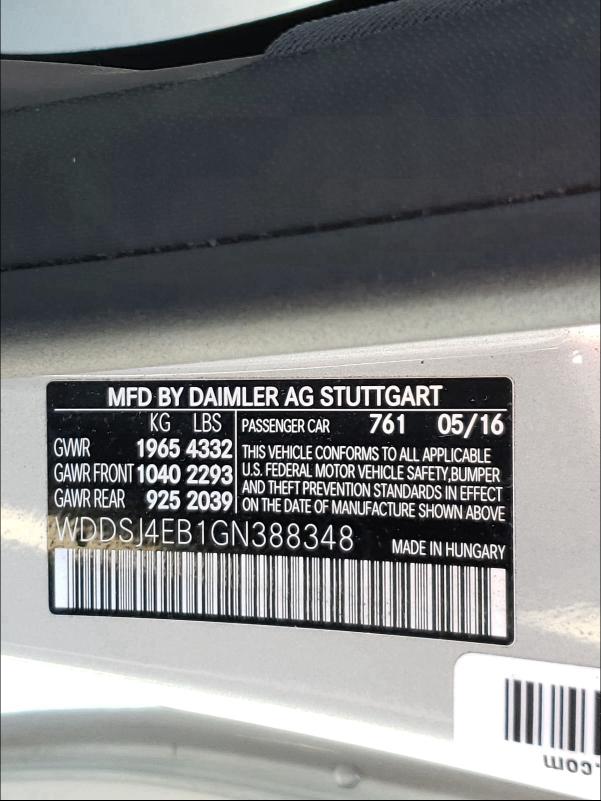 MFD BY DAIMLER AG STUTTGART
KG LBS
GVWR 1965 4332
GAWR FRONT 1040 2293
GAWR REAR 925 2039
PASSENGER CAR 761 05/16
THIS VEHICLE CONFORMS TO ALL APPLICABLE
U.S. FEDERAL MOTOR VEHICLE SAFETY,BUMPER
AND THEFT PREVENTION STANDARDS IN EFFECT
ON THE DATE OF MANUFACTURE SHOWN ABOVE
WDDSJ4EB1GN388348
MADE IN HUNGARY
.com